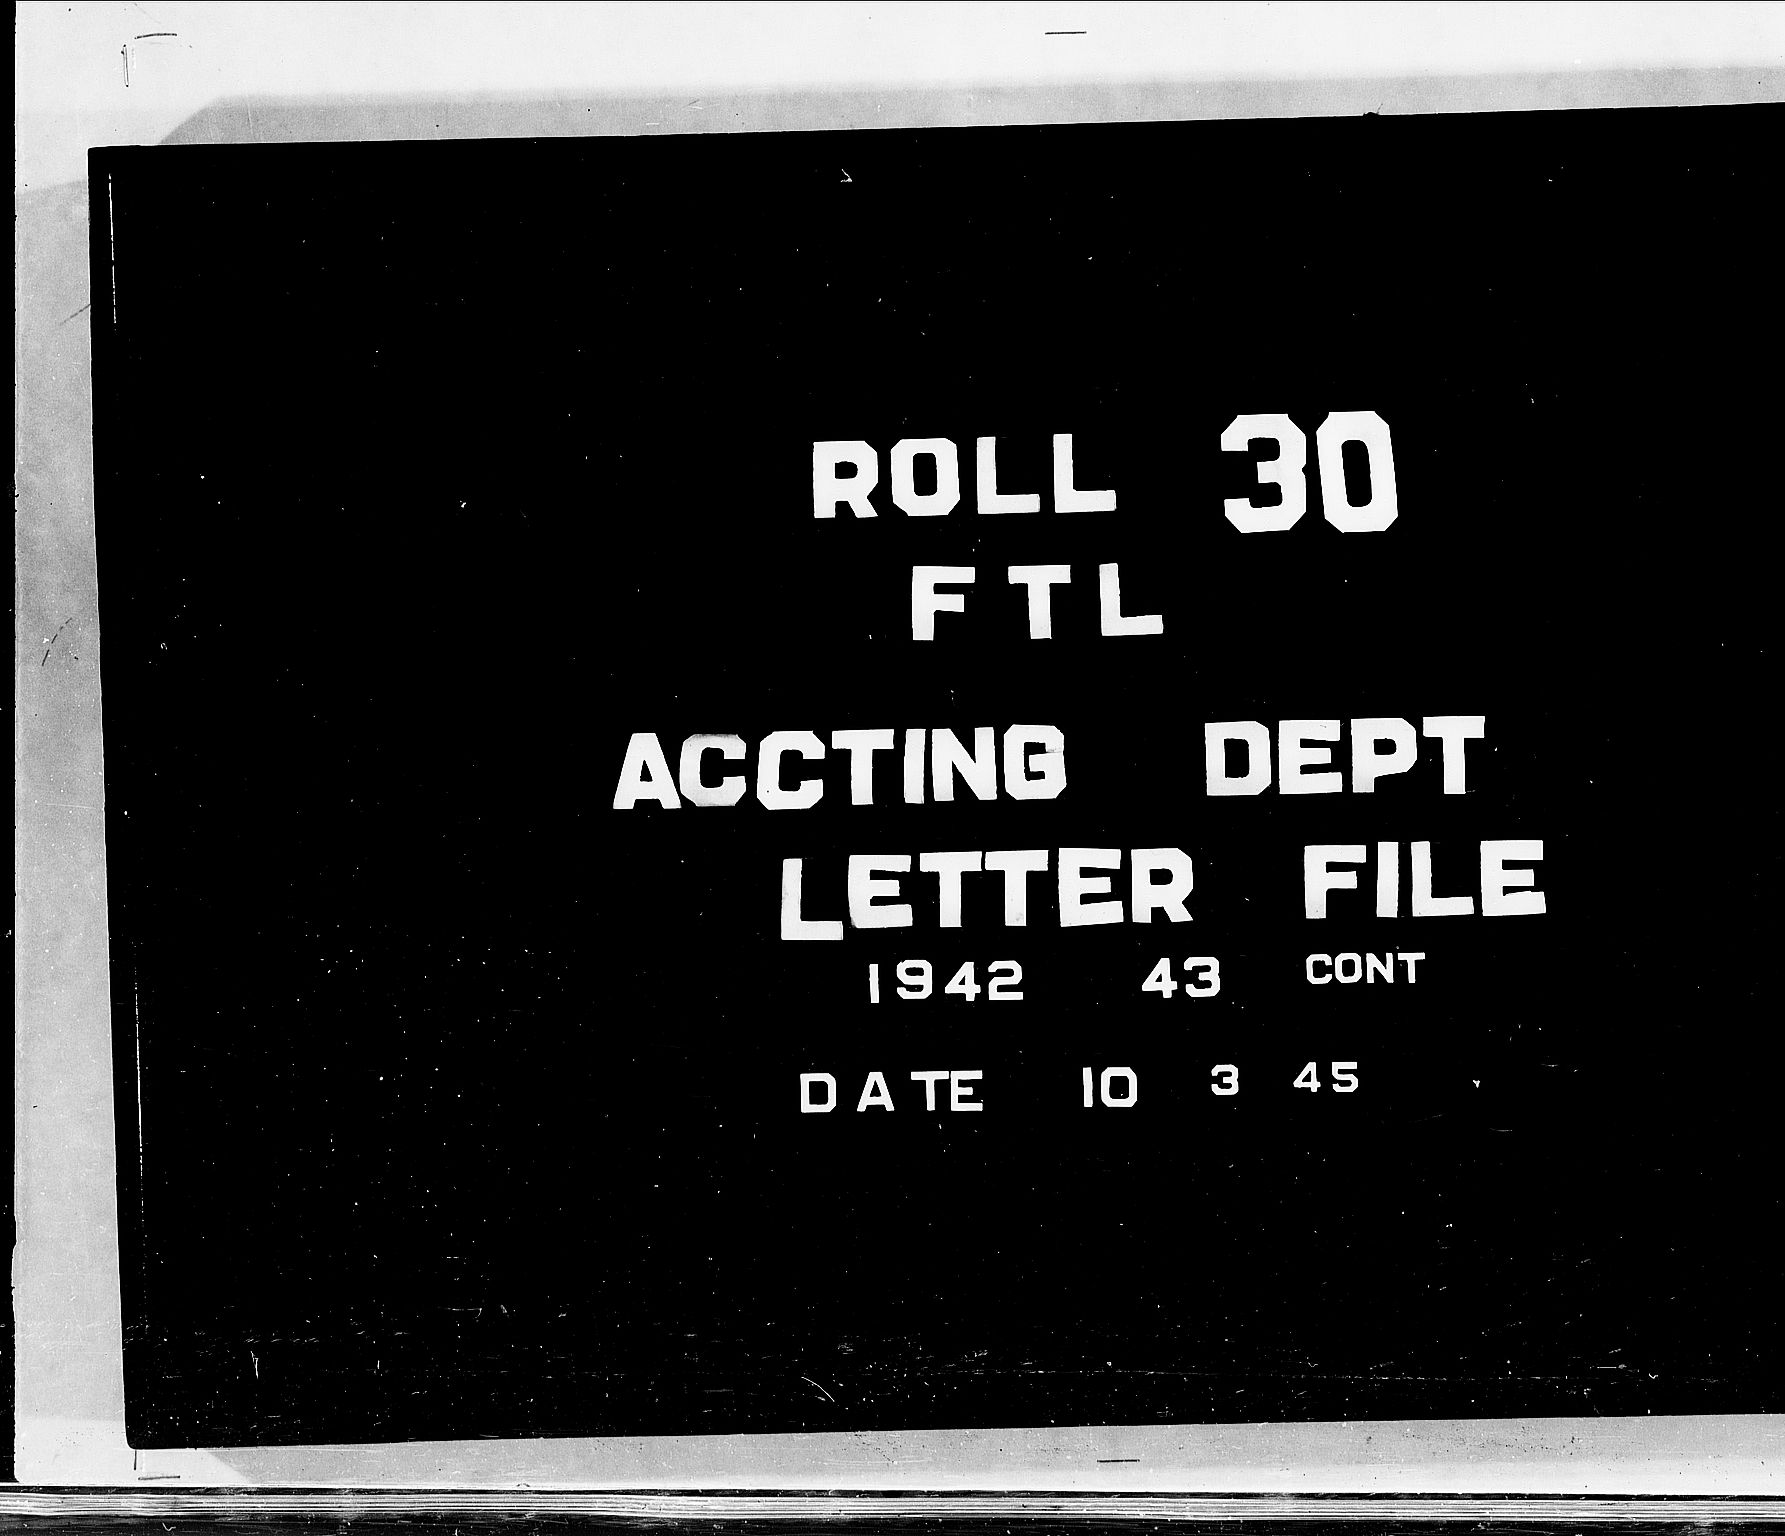 ROLL 30
FTL
ACCTING DEPT
LETTER FILE
1942 43 CONT
DATE 10 3 45